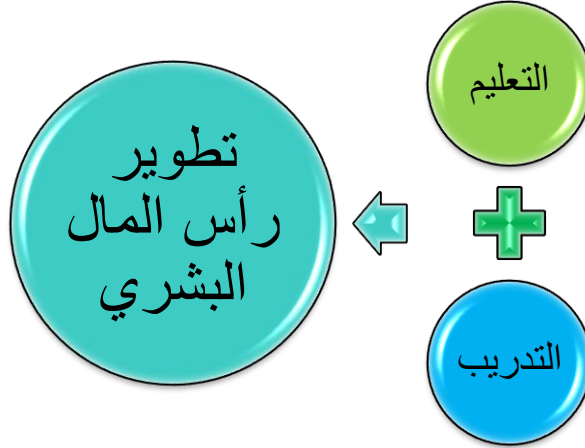 التعليم
التدريب
تطوير
رأس المال
البشري